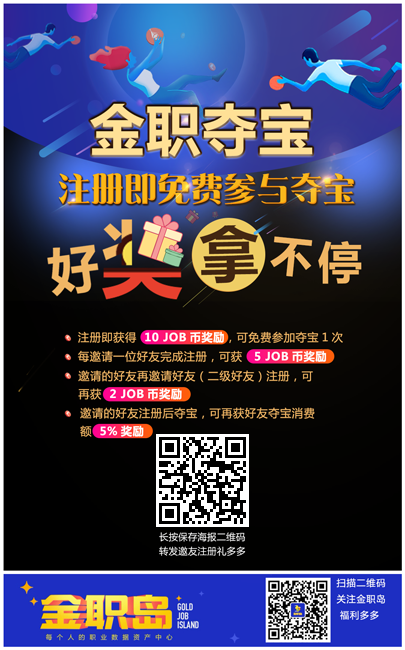 金职夺宝
注册即免费参与夺宝
好奖拿不停
注册即获得 10 JOB 币奖励，可免费参加夺宝 1 次
每邀请一位好友完成注册，可获 5 JOB 币奖励
邀请的好友再邀请好友（二级好友）注册，可
再获 2 JOB 币奖励
邀请的好友注册后夺宝，可再获好友夺宝消费
额 5% 奖励
长按保存海报二维码
转发邀友注册礼多多
金职岛
GOLD
JOB
ISLAND
每个人的职业数据资产中心
扫描二维码
关注金职岛
福利多多